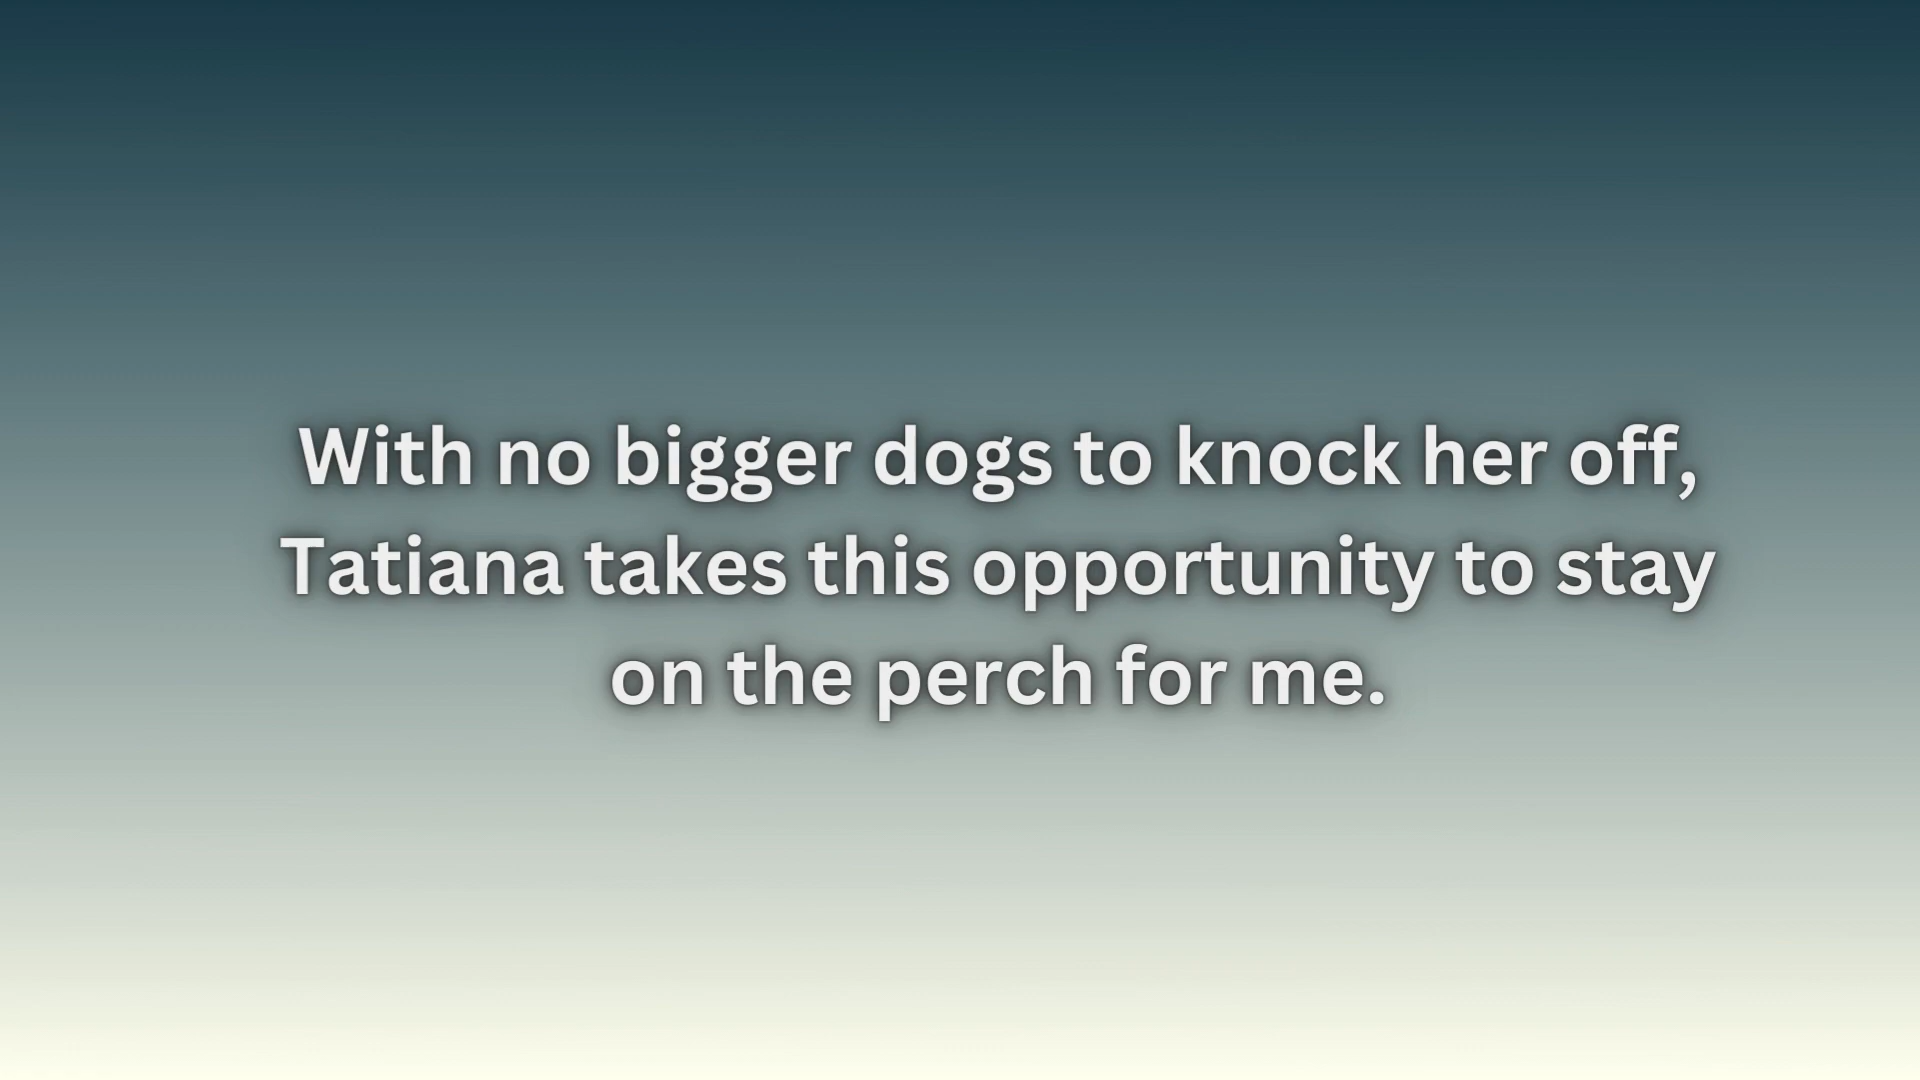 With no bigger dogs to knock her off,
Tatiana takes this opportunity to stay
on the perch for me.